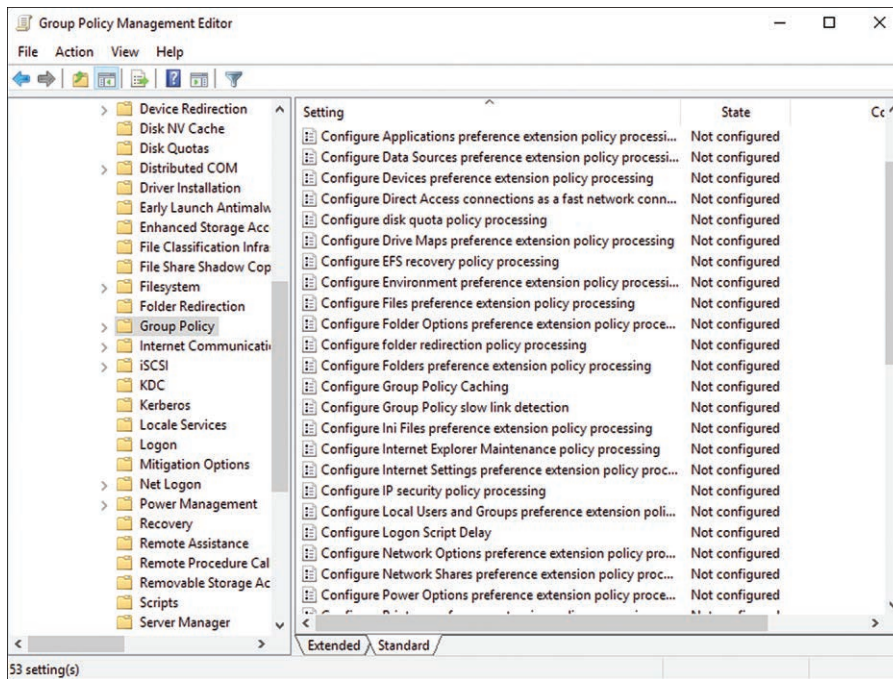 Group Policy Management Editor
File Action View Help
Device Redirection
Disk NV Cache
Disk Quotas
Distributed COM
Driver Installation
Early Launch Antimalw
Enhanced Storage Acc
File Classification Infra
File Share Shadow Cop
Filesystem
Folder Redirection
Group Policy
Internet Communicati
iSCSI
KDC
Kerberos
Locale Services
Logon
Mitigation Options
Net Logon
Power Management
Recovery
Remote Assistance
Remote Procedure Cal
Removable Storage Ac
Scripts
Server Manager
Setting State Cc
Configure Applications preference extension policy processi... Not configured
Configure Data Sources preference extension policy processi... Not configured
Configure Devices preference extension policy processing Not configured
Configure Direct Access connections as a fast network conn... Not configured
Configure disk quota policy processing Not configured
Configure Drive Maps preference extension policy processing Not configured
Configure EFS recovery policy processing Not configured
Configure Environment preference extension policy processi... Not configured
Configure Files preference extension policy processing Not configured
Configure Folder Options preference extension policy proce... Not configured
Configure folder redirection policy processing Not configured
Configure Folders preference extension policy processing Not configured
Configure Group Policy Caching Not configured
Configure Group Policy slow link detection Not configured
Configure Ini Files preference extension policy processing Not configured
Configure Internet Explorer Maintenance policy processing Not configured
Configure Internet Settings preference extension policy proc... Not configured
Configure IP security policy processing Not configured
Configure Local Users and Groups preference extension poli... Not configured
Configure Logon Script Delay Not configured
Configure Network Options preference extension policy pro... Not configured
Configure Network Shares preference extension policy proc... Not configured
Configure Power Options preference extension policy proce... Not configured
Extended Standard
53 setting(s)